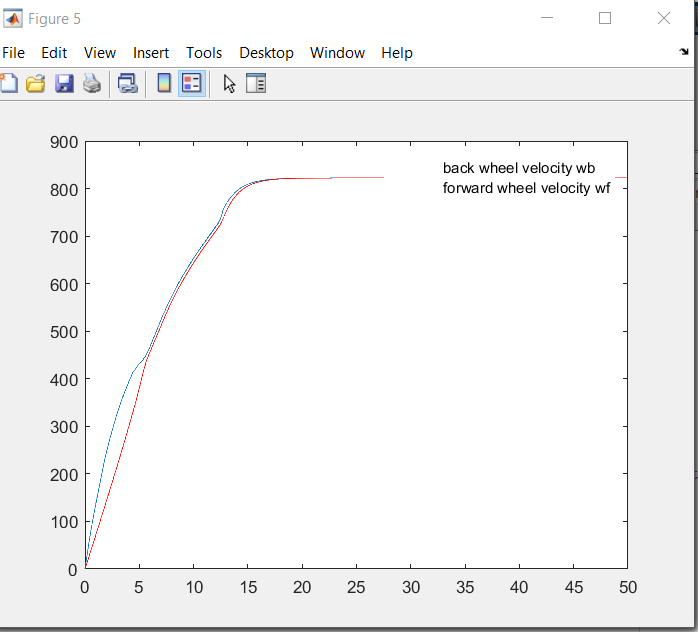 Figure 5
File Edit View Insert Tools Desktop Window Help
900
800
700
600
500
400
300
200
100
0
back wheel velocity wb
forward wheel velocity wf
0 5 10 15 20 25 30 35 40 45 50